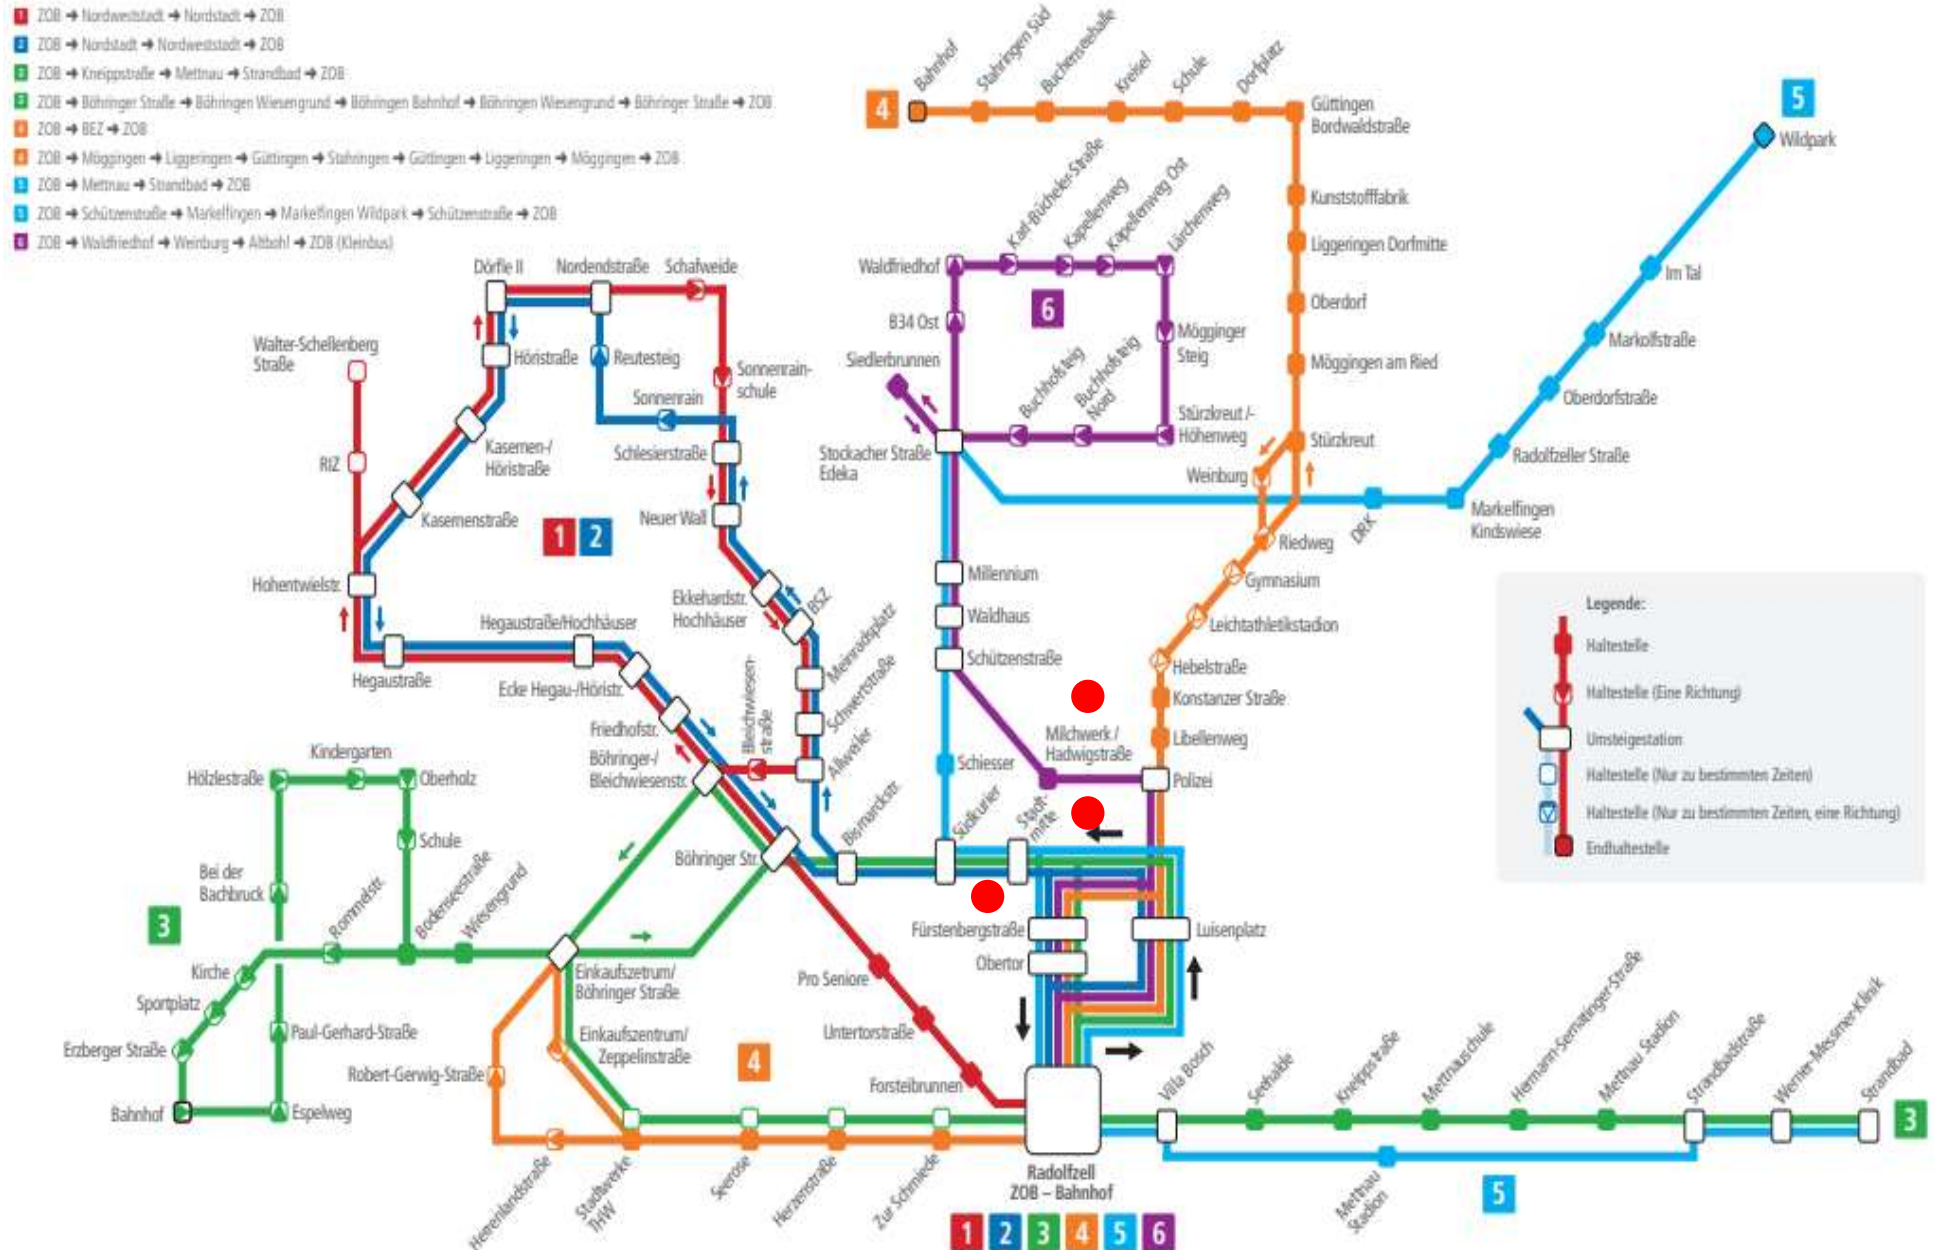 1 ZOB → Nordweststadt → Nordstadt → ZOB
2 ZOB → Nordstadt → Nordweststadt → ZOB
3 ZOB → Kneippstraße → Mettnau → Strandbad → ZOB
3 ZOB → Böhringer Straße → Böhringen Wiesengrund → Böhringen Bahnhof → Böhringen Wiesengrund → Böhringer Straße → ZOB
4 ZOB → BEZ → ZOB
4 ZOB → Möggingen → Liggeringen → Güttingen → Stahringen → Güttingen → Liggeringen → Möggingen → ZOB
5 ZOB → Mettnau → Strandbad → ZOB
5 ZOB → Schützenstraße → Markelfingen → Markelfingen Wildpark → Schützenstraße → ZOB
6 ZOB → Waldfriedhof → Weinburg → Altbohl → ZOB (Kleinbus)
4
Bahnhof
Stahringen Süd
Buchenseehalle
Kreisel
Schule
Dorfplatz
Güttingen
Bordwaldstraße
Kunststofffabrik
Liggeringen Dorfmitte
Oberdorf
Möggingen am Ried
Stürzkreut
Weinburg
Riedweg
Gymnasium
Leichtathletikstadion
Hebelstraße
Konstanzer Straße
Libellenweg
Polizei
5
Wildpark
Im Tal
Markolfstraße
Oberdorfstraße
Radolfzeller Straße
Markelfingen
Kindswiese
DRK
Waldfriedhof
Karl-Bücheler-Straße
Kapellenweg
Kapellenweg Ost
Lärchenweg
6
B34 Ost
Mögginger
Steig
Siedlerbrunnen
Buchhofsteig
Buchhofsteig
Nord
Stürzkreut /-
Höhenweg
Stockacher Straße
Edeka
Millennium
Waldhaus
Schützenstraße
Milchwerk /
Hadwigstraße
Schiesser
Dörfle II
Nordendstraße
Schafweide
Walter-Schellenberg
Straße
Höristraße
Reutesteig
Sonnenrain-
schule
Sonnenrain
RIZ
Kasernen-/
Höristraße
Schlesierstraße
Kasernenstraße
Neuer Wall
1 2
Hohentwielstr.
Ekkehardstr.
Hochhäuser
BSZ
Hegaustraße/Hochhäuser
Meinradsplatz
Hegaustraße
Ecke Hegau-/Höristr.
Schwertstraße
Friedhofstr.
Bleichwiesen-
straße
Allweiler
Böhringer-/
Bleichwiesenstr.
Böhringer Str.
Bismarckstr.
Südkurier
Stadt-
mitte
Kindergarten
Hölzlestraße
Oberholz
Schule
Bei der
Bachbruck
3
Rommelstr.
Bodenseestraße
Wiesengrund
Kirche
Sportplatz
Erzberger Straße
Bahnhof
Paul-Gerhard-Straße
Espelweg
Einkaufszetrum/
Böhringer Straße
Einkaufszentrum/
Zeppelinstraße
Robert-Gerwig-Straße
4
Herrenlandstraße
Stadtwerke
THW
Seerose
Herzenstraße
Zur Schmiede
Pro Seniore
Untertorstraße
Forsteibrunnen
Fürstenbergstraße
Obertor
Luisenplatz
Radolfzell
ZOB – Bahnhof
1 2 3 4 5 6
Villa Bosch
Seehalde
Kneippstraße
Mettnauschule
Hermann-Sernatinger-Straße
Mettnau Stadion
Strandbadstraße
Werner-Messmer-Klinik
Strandbad
3
Mettnau
Stadion
5
Legende:
Haltestelle
Haltestelle (Eine Richtung)
Umsteigestation
Haltestelle (Nur zu bestimmten Zeiten)
Haltestelle (Nur zu bestimmten Zeiten, eine Richtung)
Endhaltestelle